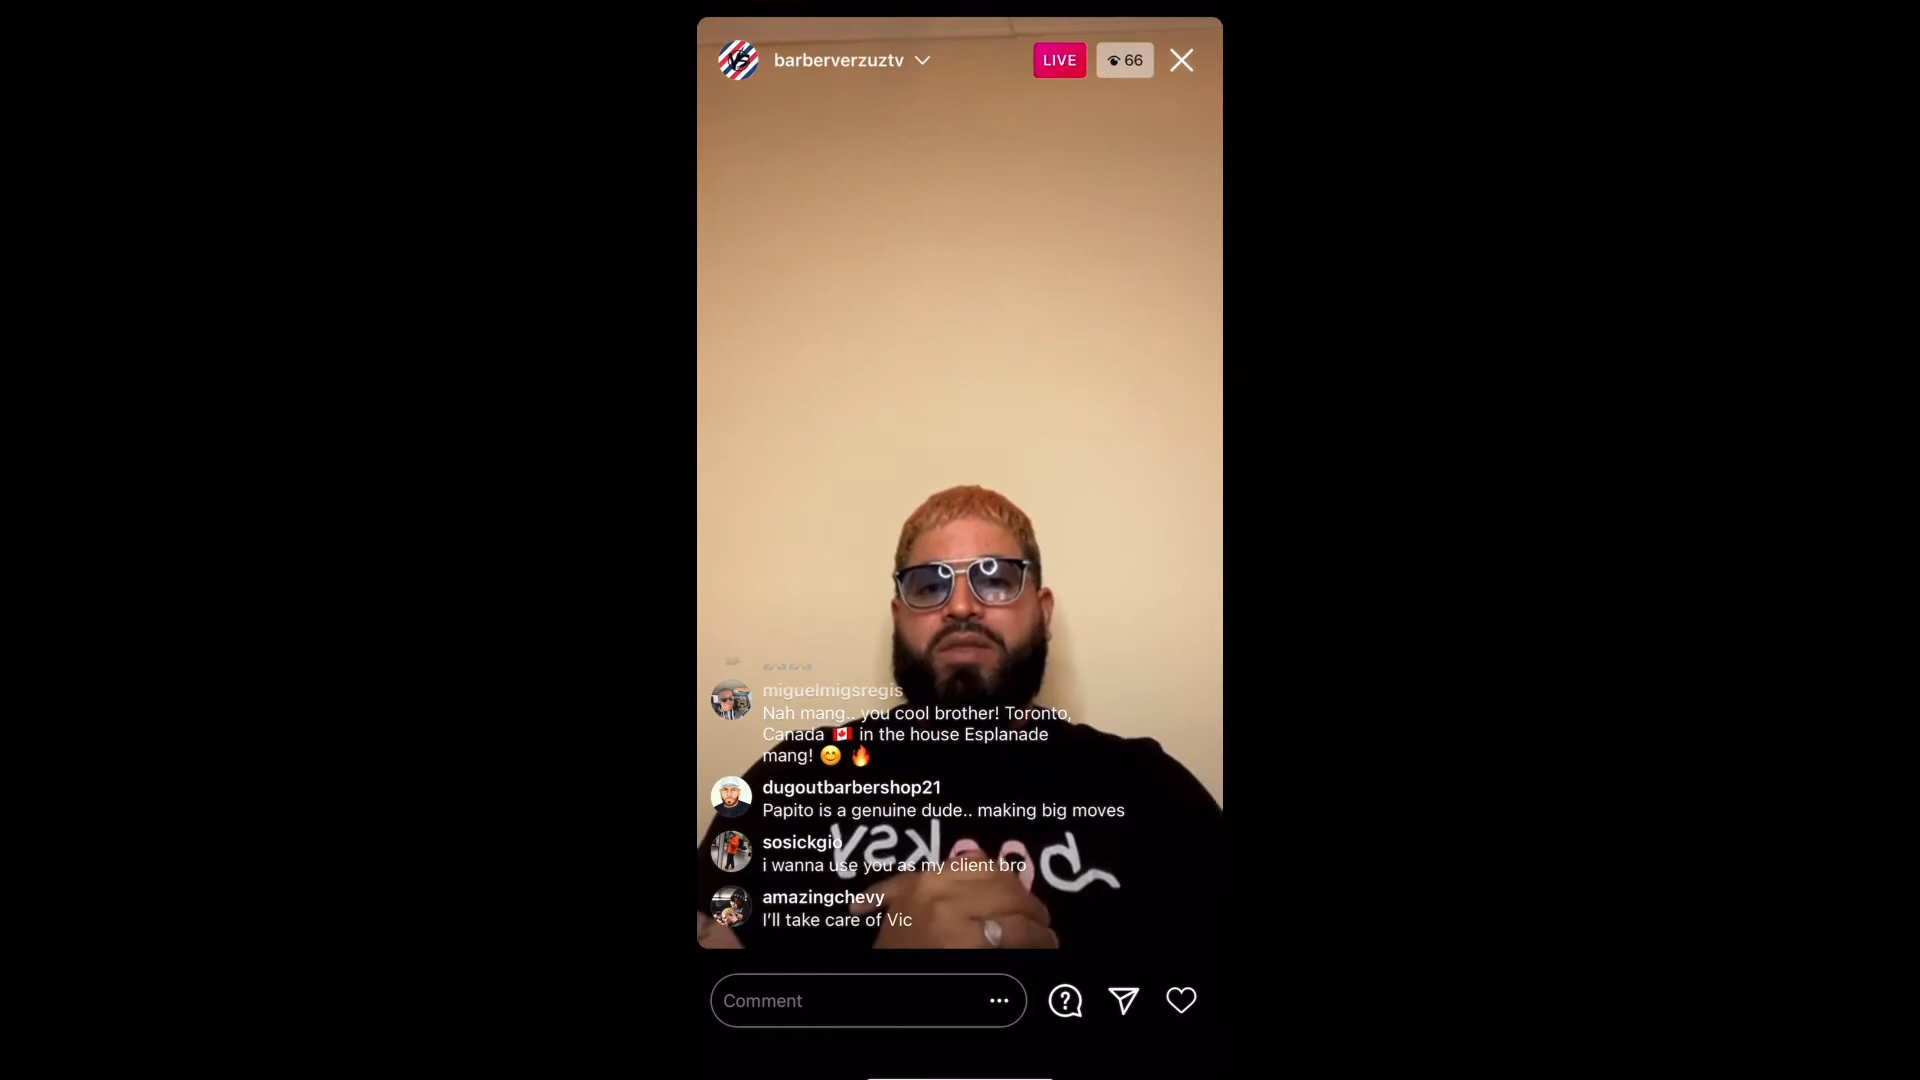 barberverzuztv
LIVE
66
miguelmigsregis
Nah mang.. you cool brother! Toronto,
Canada 🇨🇦 in the house Esplanade
mang! 😊 🔥
dugoutbarbershop21
Papito is a genuine dude.. making big moves
sosickgio
i wanna use you as my client bro
amazingchevy
I'll take care of Vic
Comment